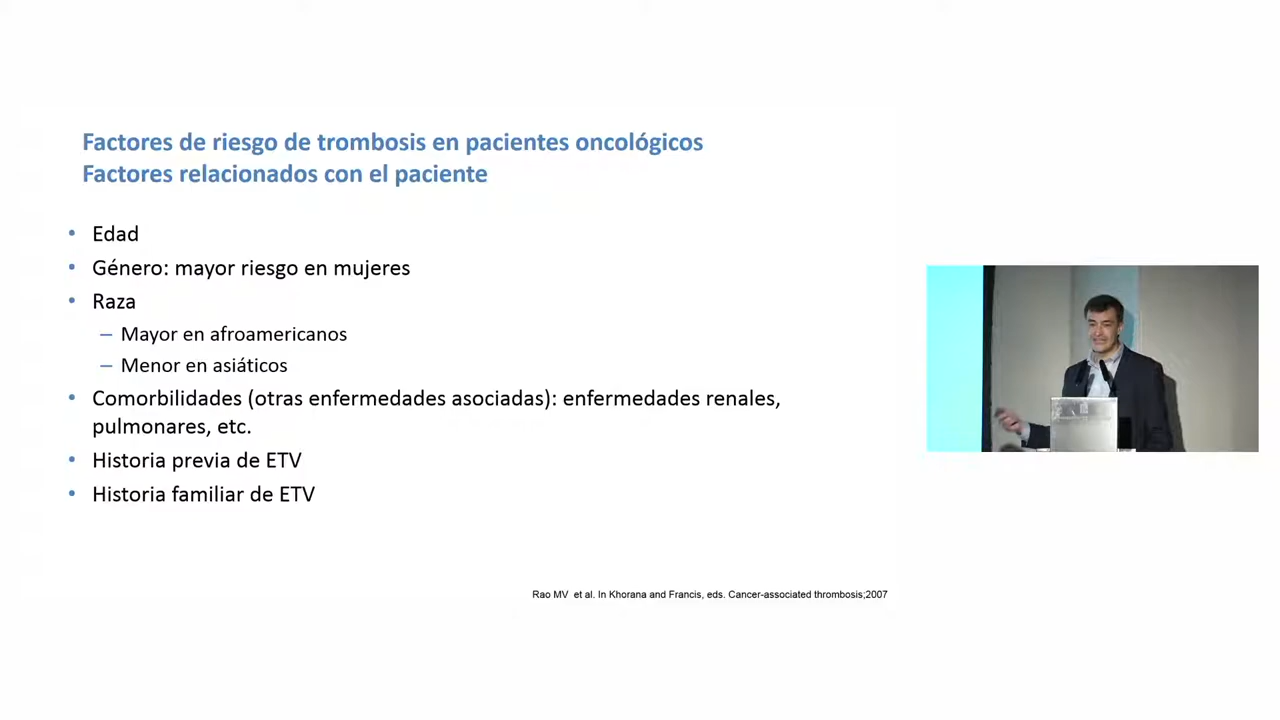 Factores de riesgo de trombosis en pacientes oncológicos
Factores relacionados con el paciente
• Edad
• Género: mayor riesgo en mujeres
• Raza
– Mayor en afroamericanos
– Menor en asiáticos
• Comorbilidades (otras enfermedades asociadas): enfermedades renales,
pulmonares, etc.
• Historia previa de ETV
• Historia familiar de ETV
Rao MV et al. In Khorana and Francis, eds. Cancer-associated thrombosis;2007